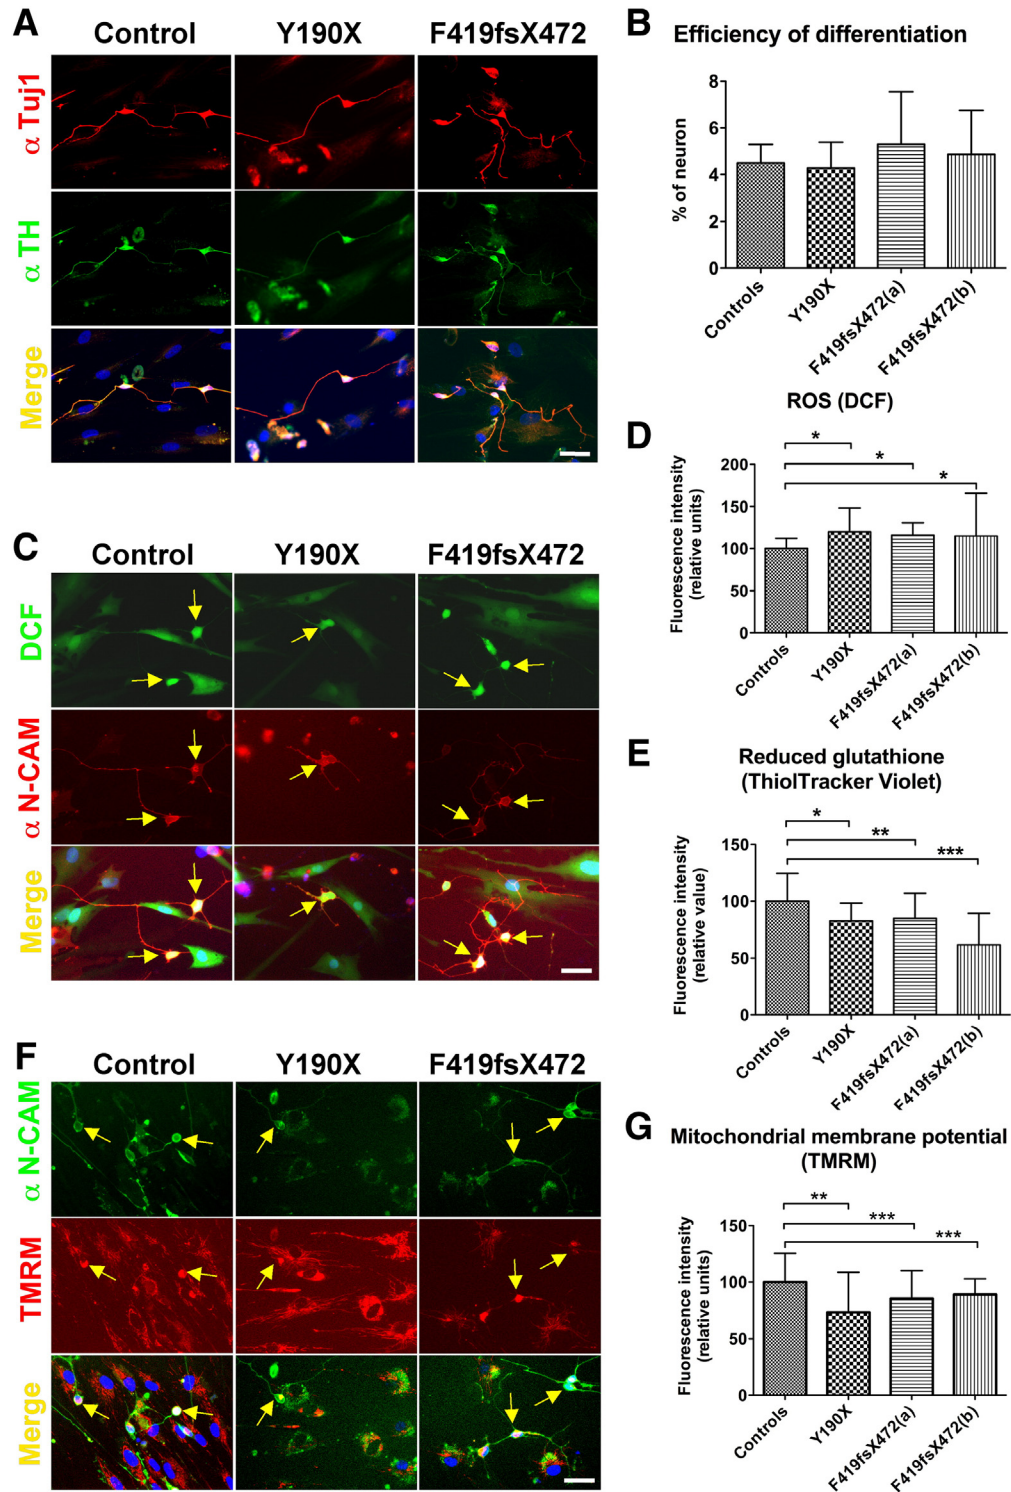 A
Control Y190X F419fsX472
α Tuj1
α TH
Merge
B
Efficiency of differentiation
% of neuron
8
6
4
2
0
Controls
Y190X
F419fsX472(a)
F419fsX472(b)
C
Control Y190X F419fsX472
DCF
α N-CAM
Merge
D
ROS (DCF)
Fluorescence intensity
(relative units)
200
150
100
50
0
*
*
*
Controls
Y190X
F419fsX472(a)
F419fsX472(b)
E
Reduced glutathione
(ThiolTracker Violet)
Fluorescence intensity
(relative value)
150
100
50
0
*
**
***
Controls
Y190X
F419fsX472(a)
F419fsX472(b)
F
Control Y190X F419fsX472
α N-CAM
TMRM
Merge
G
Mitochondrial membrane potential
(TMRM)
Fluorescence intensity
(relative units)
150
100
50
0
**
***
***
Controls
Y190X
F419fsX472(a)
F419fsX472(b)